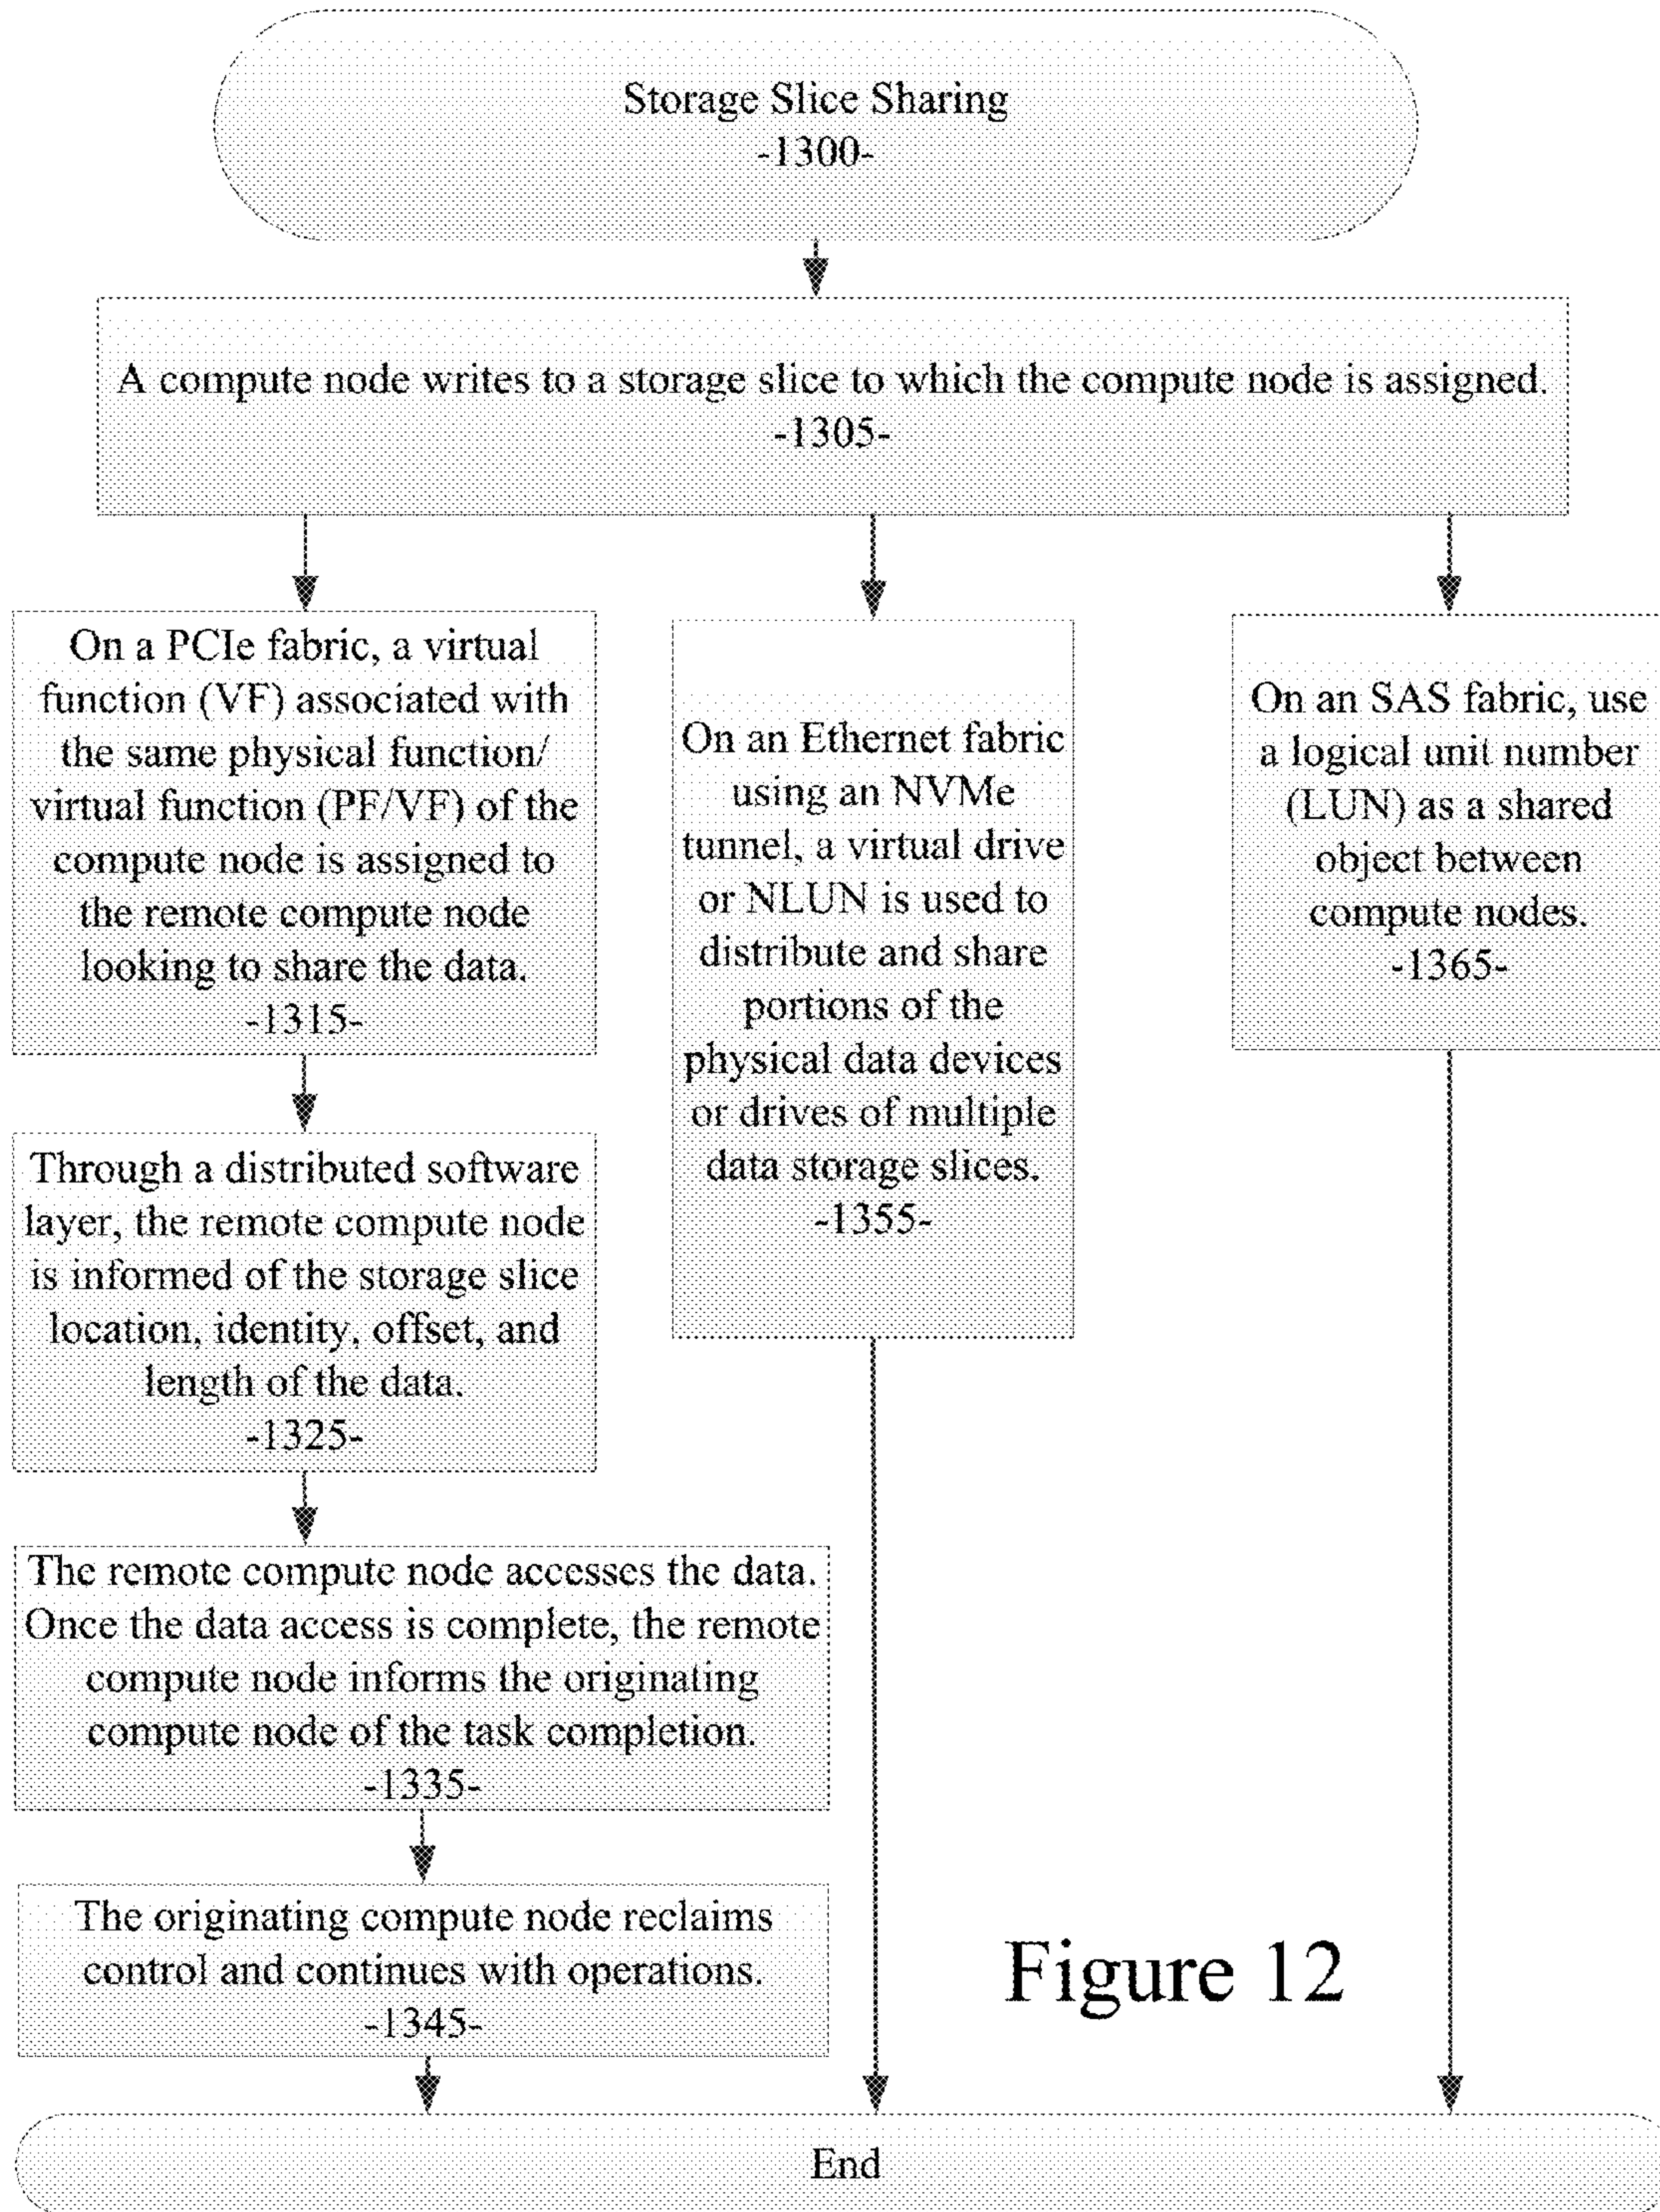 Storage Slice Sharing
-1300-
A compute node writes to a storage slice to which the compute node is assigned.
-1305-
On a PCIe fabric, a virtual
function (VF) associated with
the same physical function/
virtual function (PF/VF) of the
compute node is assigned to
the remote compute node
looking to share the data.
-1315-
Through a distributed software
layer, the remote compute node
is informed of the storage slice
location, identity, offset, and
length of the data.
-1325-
The remote compute node accesses the data.
Once the data access is complete, the remote
compute node informs the originating
compute node of the task completion.
-1335-
The originating compute node reclaims
control and continues with operations.
-1345-
On an Ethernet fabric
using an NVMe
tunnel, a virtual drive
or NLUN is used to
distribute and share
portions of the
physical data devices
or drives of multiple
data storage slices.
-1355-
On an SAS fabric, use
a logical unit number
(LUN) as a shared
object between
compute nodes.
-1365-
Figure 12
End